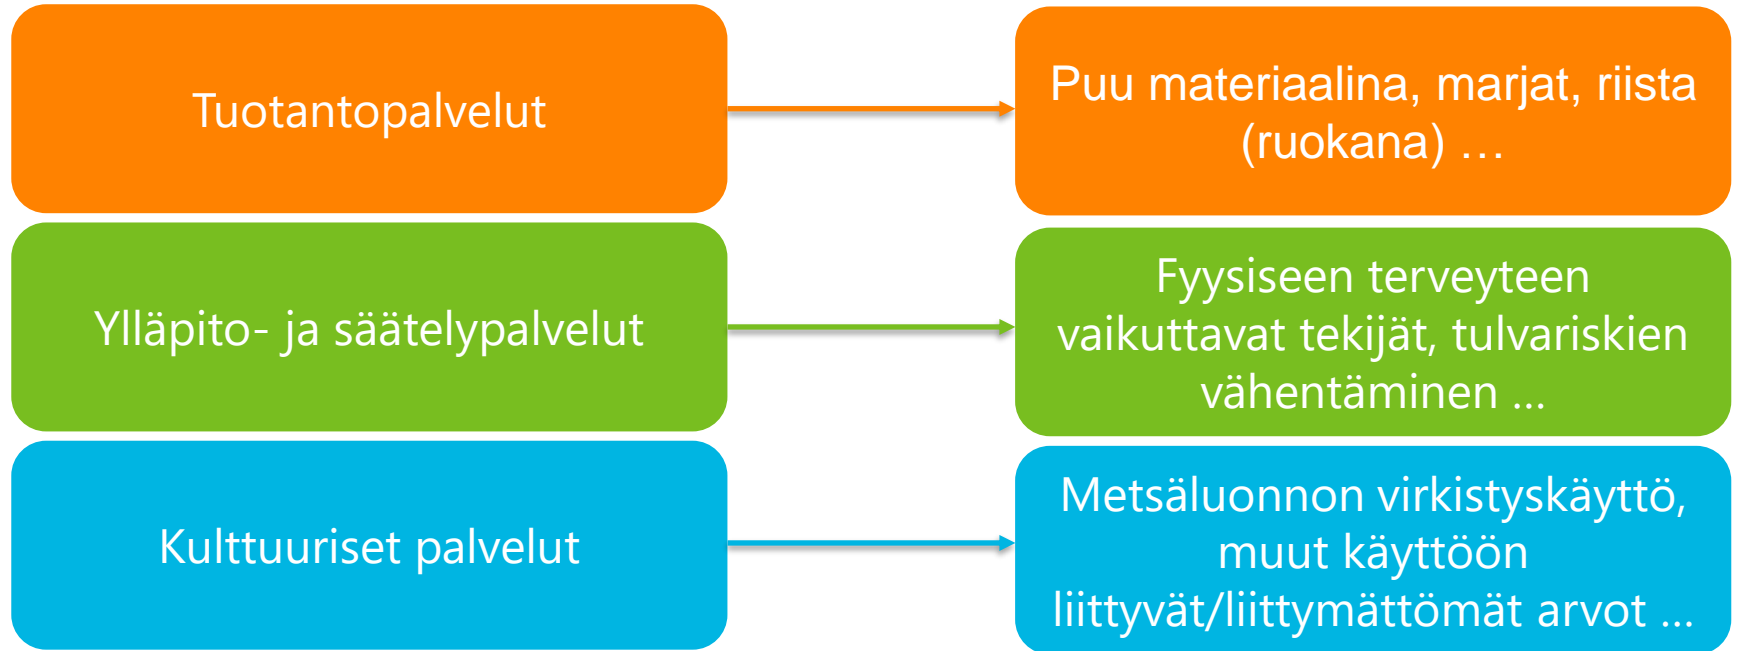 Tuotantopalvelut
Puu materiaalina, marjat, riista
(ruokana) …
Ylläpito- ja säätelypalvelut
Fyysiseen terveyteen
vaikuttavat tekijät, tulvariskien
vähentäminen …
Kulttuuriset palvelut
Metsäluonnon virkistyskäyttö,
muut käyttöön
liittyvät/liittymättömät arvot …